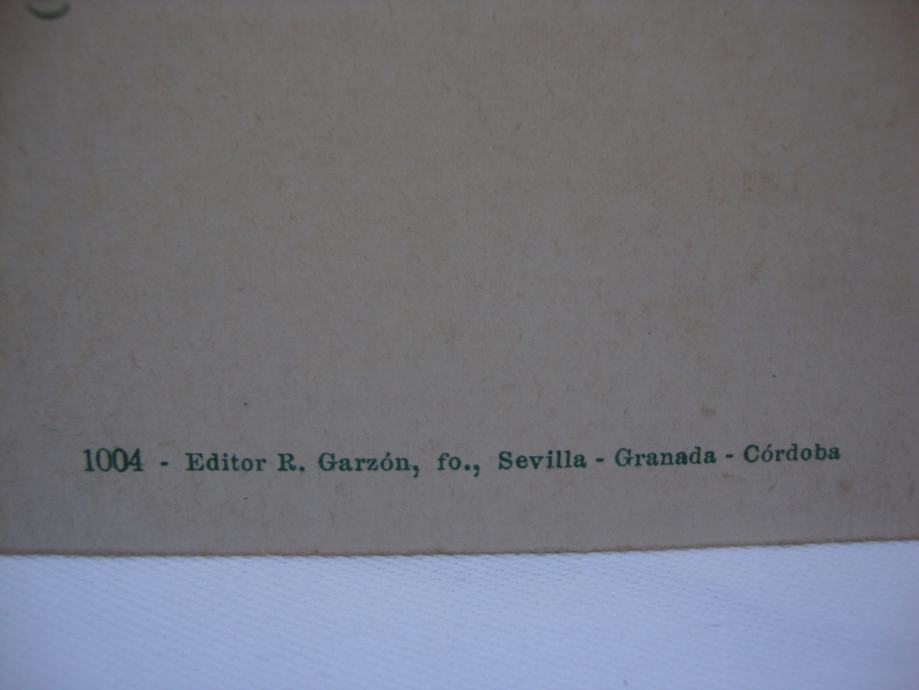 1004 - Editor R. Garzón, fo., Sevilla - Granada - Córdoba